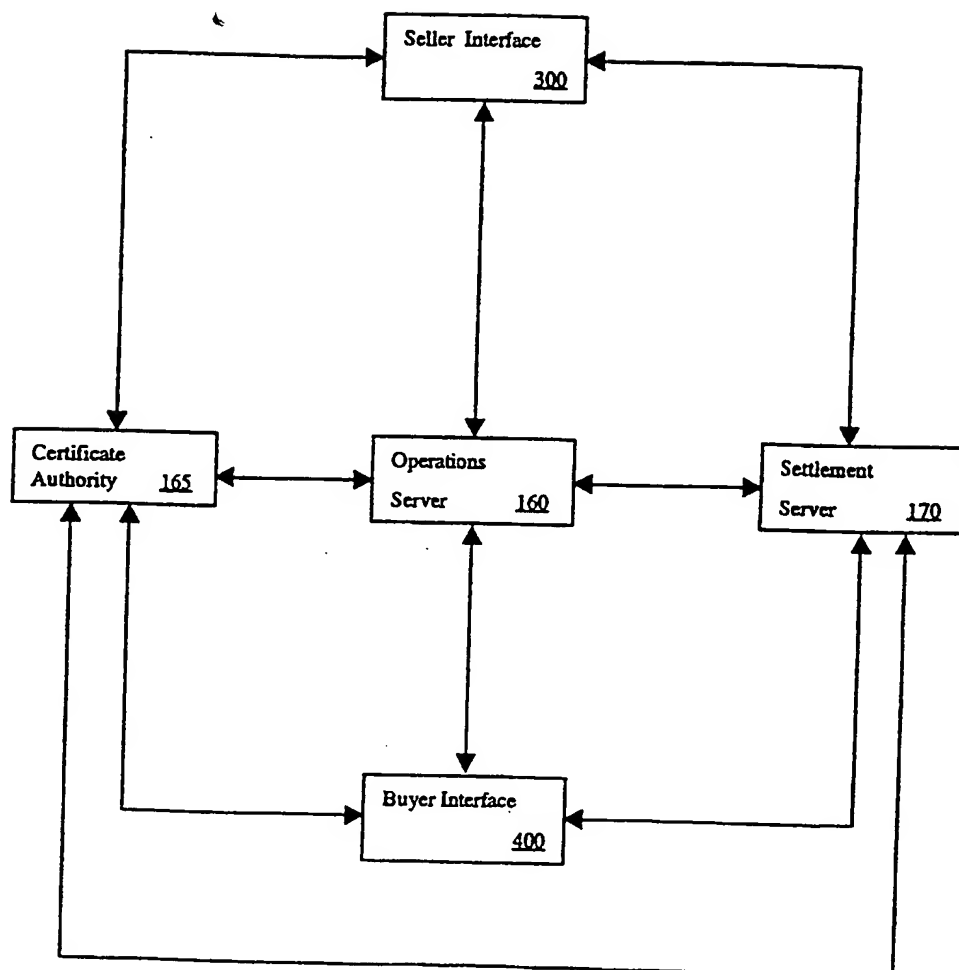 Seller Interface
300
Certificate
Authority 165
Operations
Server 160
Settlement
Server 170
Buyer Interface
400